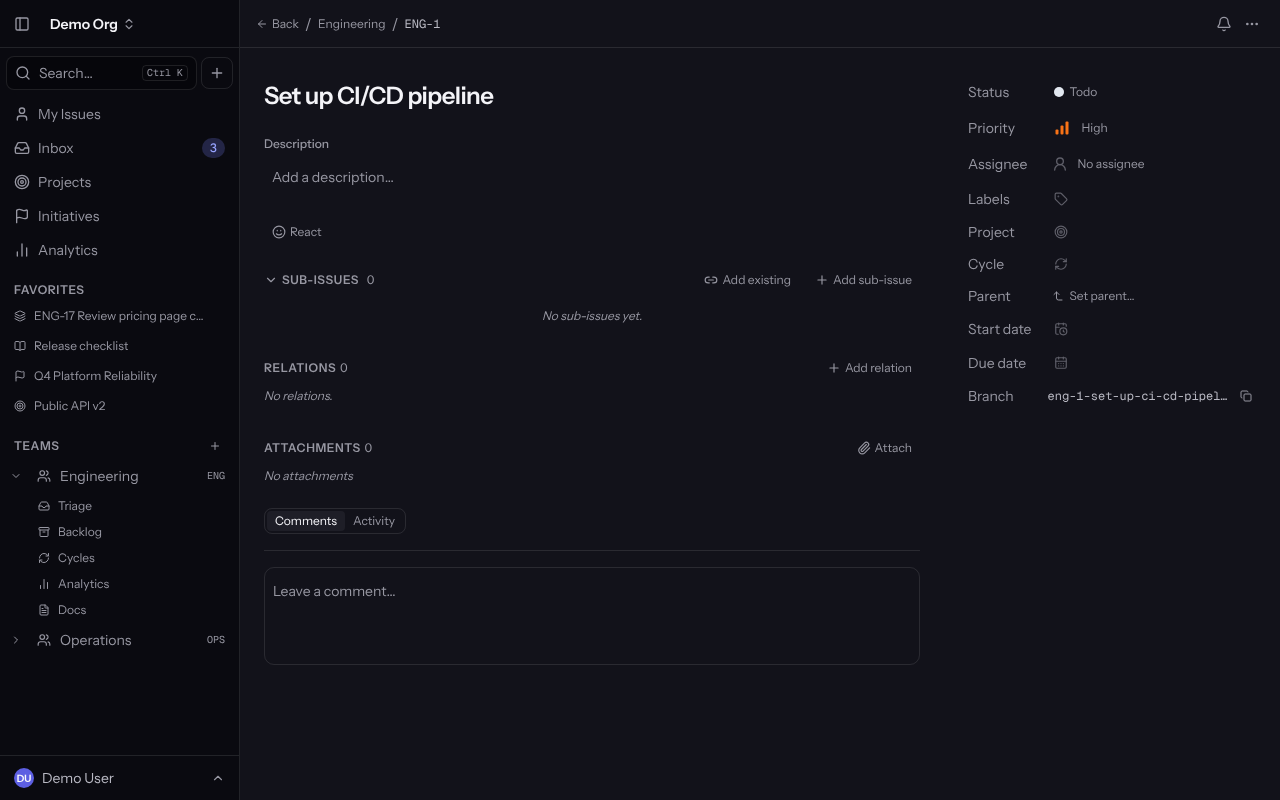 Demo Org
Back / Engineering / ENG-1
Search...
Ctrl K
My Issues
Inbox
3
Projects
Initiatives
Analytics
FAVORITES
ENG-17 Review pricing page c...
Release checklist
Q4 Platform Reliability
Public API v2
TEAMS
Engineering
ENG
Triage
Backlog
Cycles
Analytics
Docs
Operations
OPS
DU
Demo User
Set up CI/CD pipeline
Description
Add a description...
React
SUB-ISSUES 0
Add existing
Add sub-issue
No sub-issues yet.
RELATIONS 0
Add relation
No relations.
ATTACHMENTS 0
Attach
No attachments
Comments
Activity
Leave a comment...
Status
Todo
Priority
High
Assignee
No assignee
Labels
Project
Cycle
Parent
Set parent...
Start date
Due date
Branch
eng-1-set-up-ci-cd-pipel…